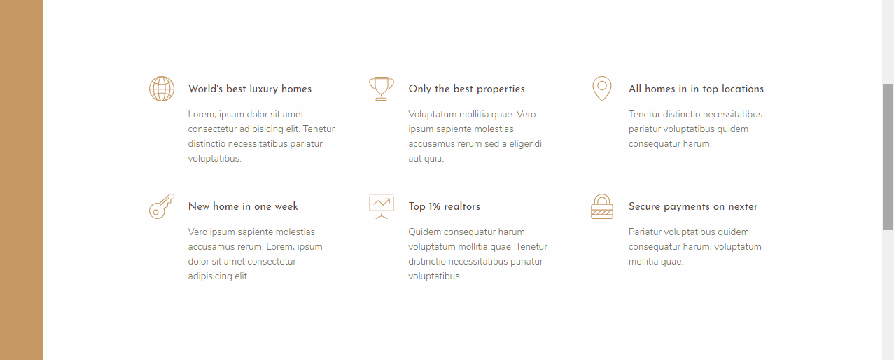 World's best luxury homes
Lorem, ipsum dolor sit amet
consectetur adipisicing elit. Tenetur
distinctio necessitatibus pariatur
voluptatibus.
Only the best properties
Voluptatum mollitia quae. Vero
ipsum sapiente molestias
accusamus rerum sed a eligendi
aut quia.
All homes in in top locations
Tenetur distinctio necessitatibus
pariatur voluptatibus quidem
consequatur harum.
New home in one week
Vero ipsum sapiente molestias
accusamus rerum. Lorem, ipsum
dolor sit amet consectetur
adipisicing elit.
Top 1% realtors
Quidem consequatur harum,
voluptatum mollitia quae. Tenetur
distinctio necessitatibus pariatur
voluptatibus.
Secure payments on nexter
Pariatur voluptatibus quidem
consequatur harum, voluptatum
mollitia quae.